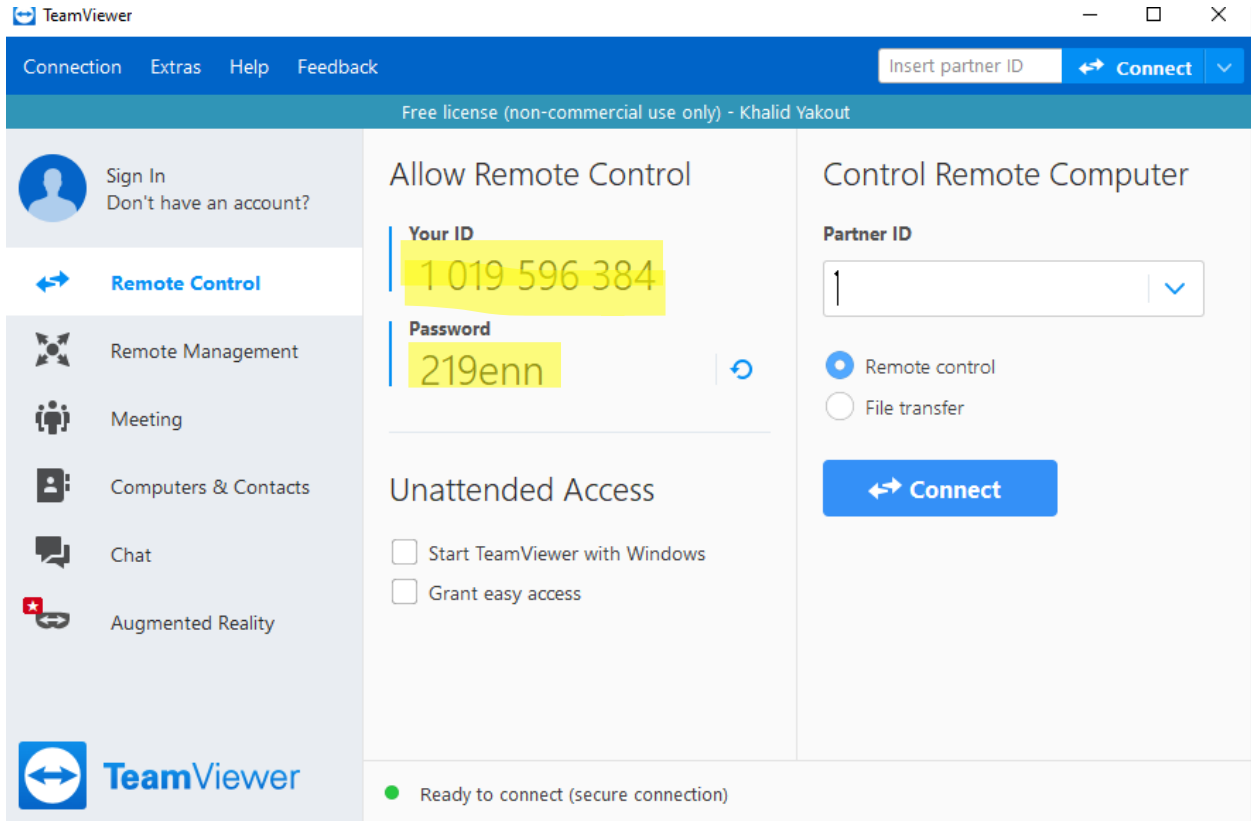 TeamViewer
Connection Extras Help Feedback
Insert partner ID
Connect
Free license (non-commercial use only) - Khalid Yakout
Sign In
Don't have an account?
Remote Control
Remote Management
Meeting
Computers & Contacts
Chat
Augmented Reality
TeamViewer
Allow Remote Control
Your ID
1 019 596 384
Password
219enn
Unattended Access
Start TeamViewer with Windows
Grant easy access
Control Remote Computer
Partner ID
Remote control
File transfer
Connect
Ready to connect (secure connection)